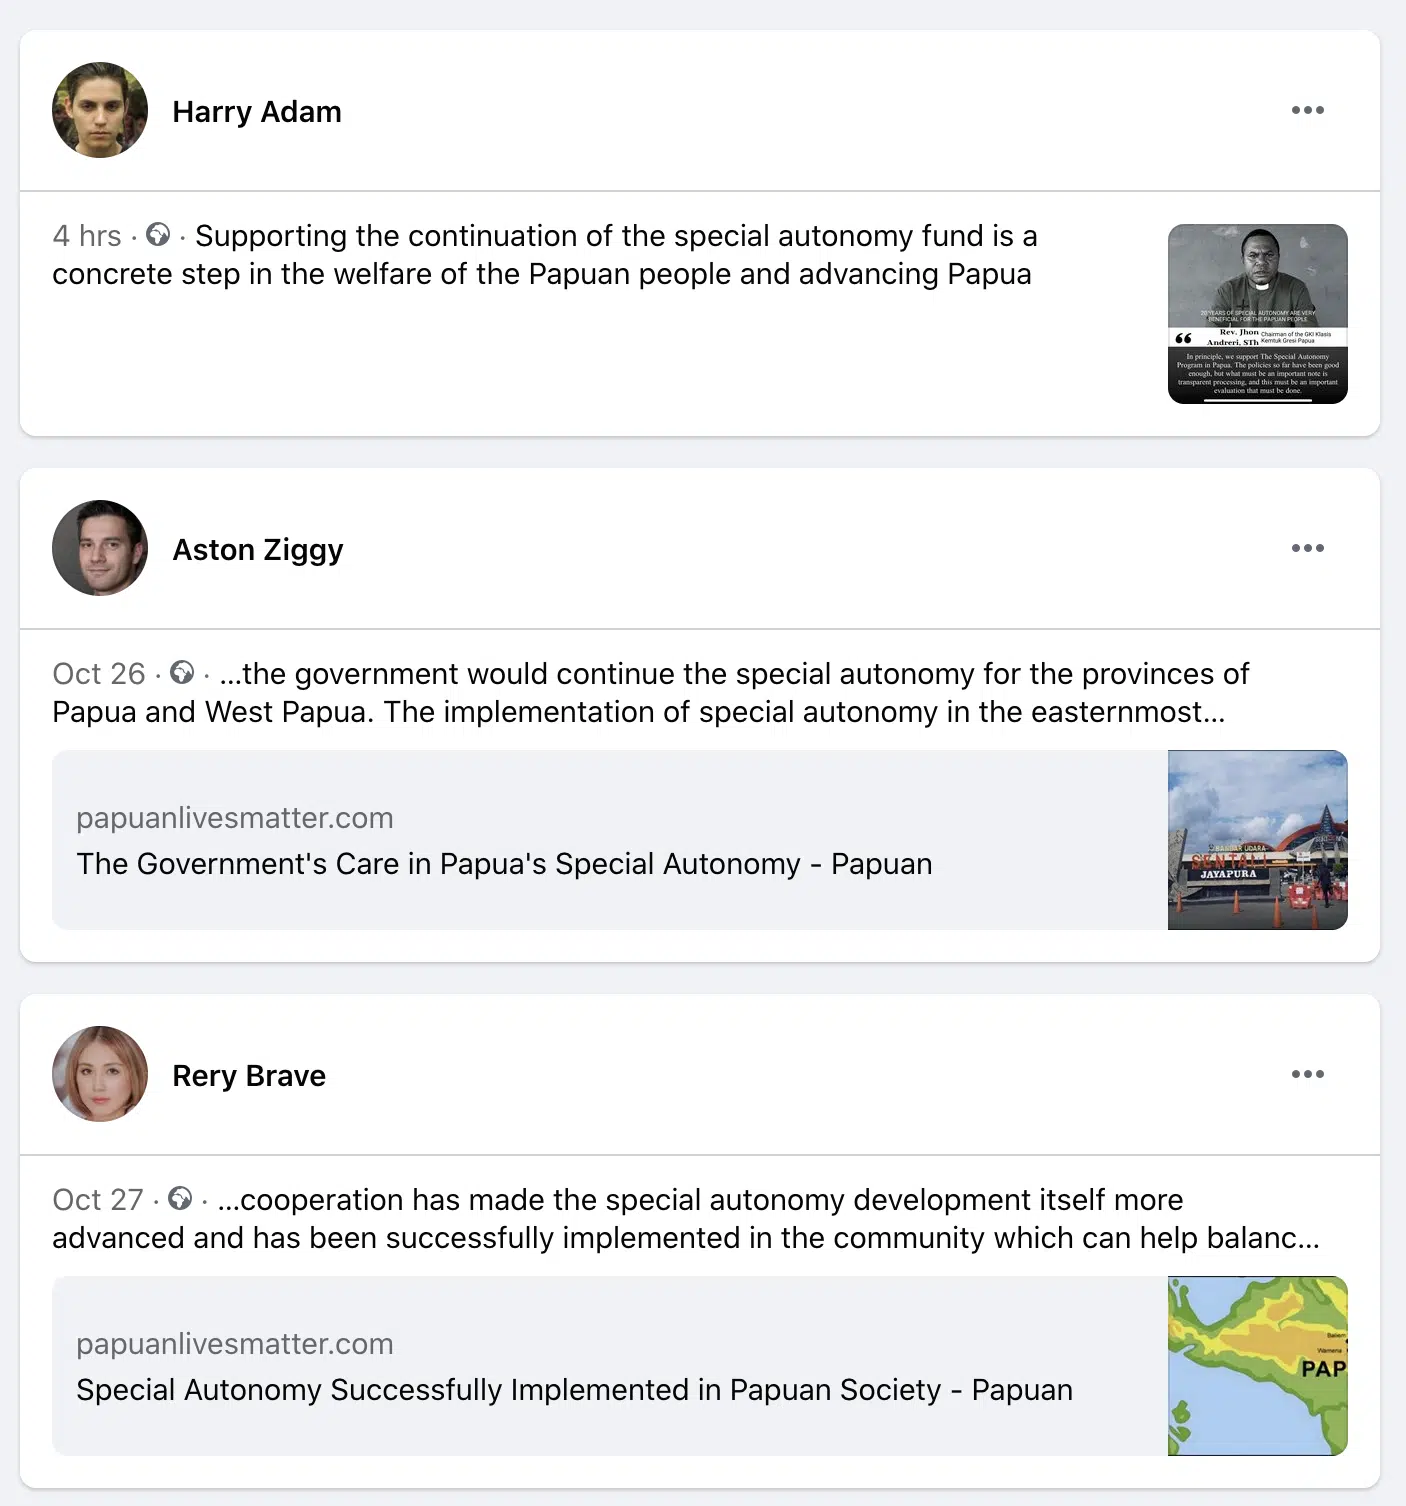 Harry Adam
4 hrs · · Supporting the continuation of the special autonomy fund is a
concrete step in the welfare of the Papuan people and advancing Papua
20 YEARS OF SPECIAL AUTONOMY ARE VERY
BENEFICIAL FOR THE PAPUAN PEOPLE
Rev. Jhon
Andreri, STh
Chairman of the GKI Klasis
Kemtuk Gresi Papua
In principle, we support The Special Autonomy
Program in Papua. The policies so far have been good
enough, but what must be an important note is
transparent processing, and this must be an important
evaluation that must be done.
Aston Ziggy
Oct 26 · · ...the government would continue the special autonomy for the provinces of
Papua and West Papua. The implementation of special autonomy in the easternmost...
papuanlivesmatter.com
The Government's Care in Papua's Special Autonomy - Papuan
BANDAR UDARA
SENTANI
JAYAPURA
Rery Brave
Oct 27 · · ...cooperation has made the special autonomy development itself more
advanced and has been successfully implemented in the community which can help balanc...
papuanlivesmatter.com
Special Autonomy Successfully Implemented in Papuan Society - Papuan
Baliem
Wamena
PAP